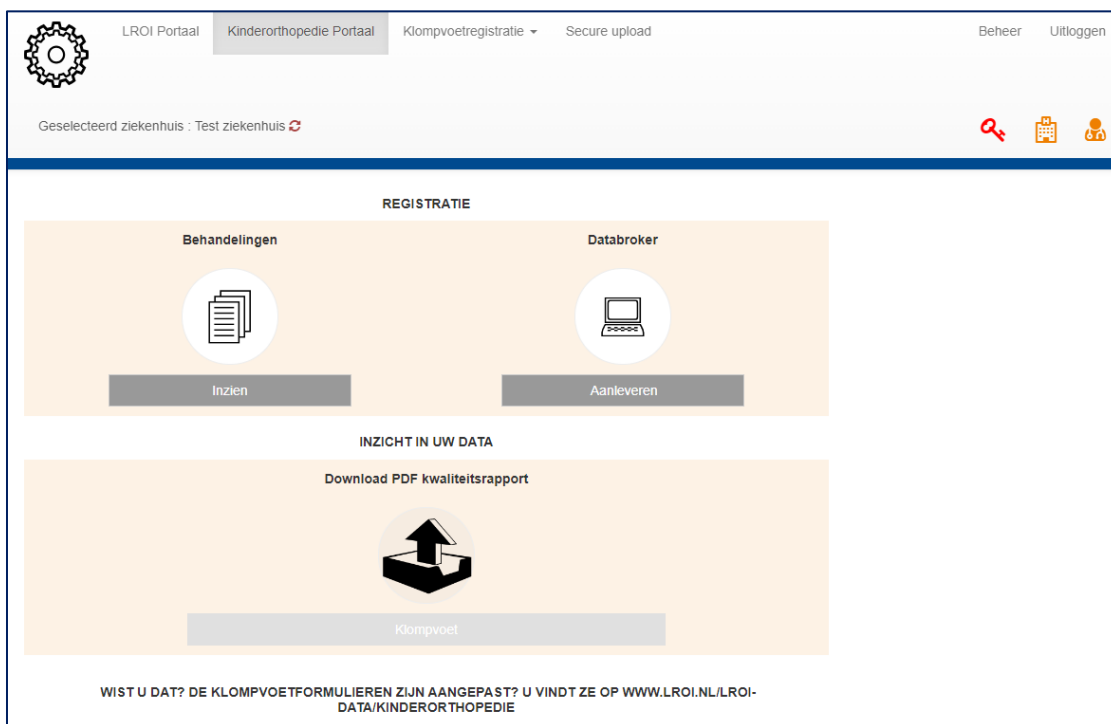 LROI Portaal Kinderorthopedie Portaal Klompvoetregistratie Secure upload Beheer Uitloggen
Geselecteerd ziekenhuis : Test ziekenhuis
REGISTRATIE
Behandelingen Databroker
Inzien Aanleveren
INZICHT IN UW DATA
Download PDF kwaliteitsrapport
Klompvoet
WIST U DAT? DE KLOMPVOETFORMULIEREN ZIJN AANGEPAST? U VINDT ZE OP WWW.LROI.NL/LROI-
DATA/KINDERORTHOPEDIE